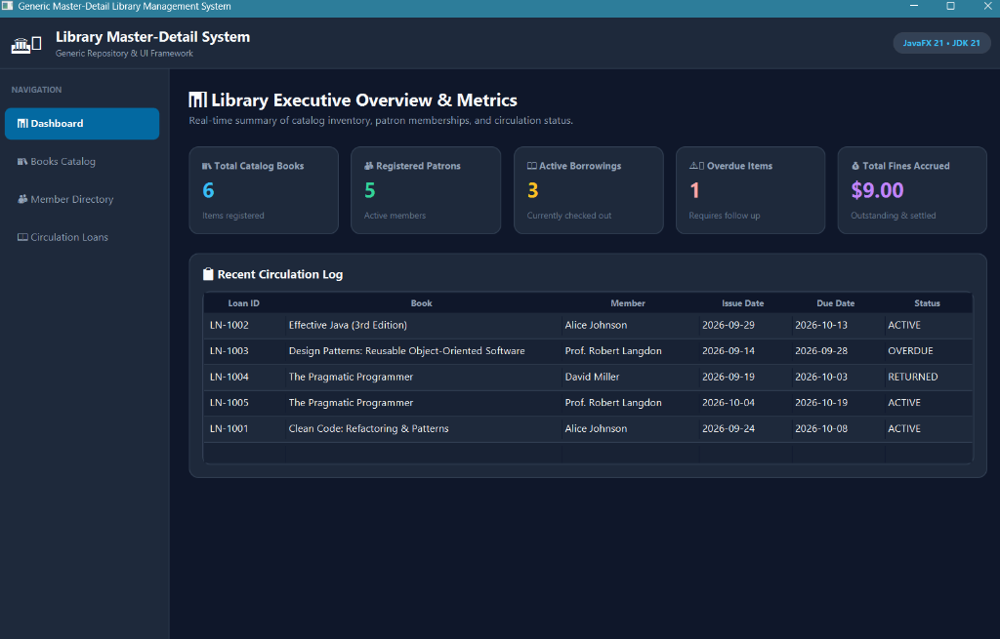 Generic Master-Detail Library Management System
Library Master-Detail System
Generic Repository & UI Framework
JavaFX 21 • JDK 21
NAVIGATION
Dashboard
Books Catalog
Member Directory
Circulation Loans
Library Executive Overview & Metrics
Real-time summary of catalog inventory, patron memberships, and circulation status.
Total Catalog Books
6
Items registered
Registered Patrons
5
Active members
Active Borrowings
3
Currently checked out
Overdue Items
1
Requires follow up
Total Fines Accrued
$9.00
Outstanding & settled
Recent Circulation Log
Loan ID Book Member Issue Date Due Date Status
LN-1002 Effective Java (3rd Edition) Alice Johnson 2026-09-29 2026-10-13 ACTIVE
LN-1003 Design Patterns: Reusable Object-Oriented Software Prof. Robert Langdon 2026-09-14 2026-09-28 OVERDUE
LN-1004 The Pragmatic Programmer David Miller 2026-09-19 2026-10-03 RETURNED
LN-1005 The Pragmatic Programmer Prof. Robert Langdon 2026-10-04 2026-10-19 ACTIVE
LN-1001 Clean Code: Refactoring & Patterns Alice Johnson 2026-09-24 2026-10-08 ACTIVE